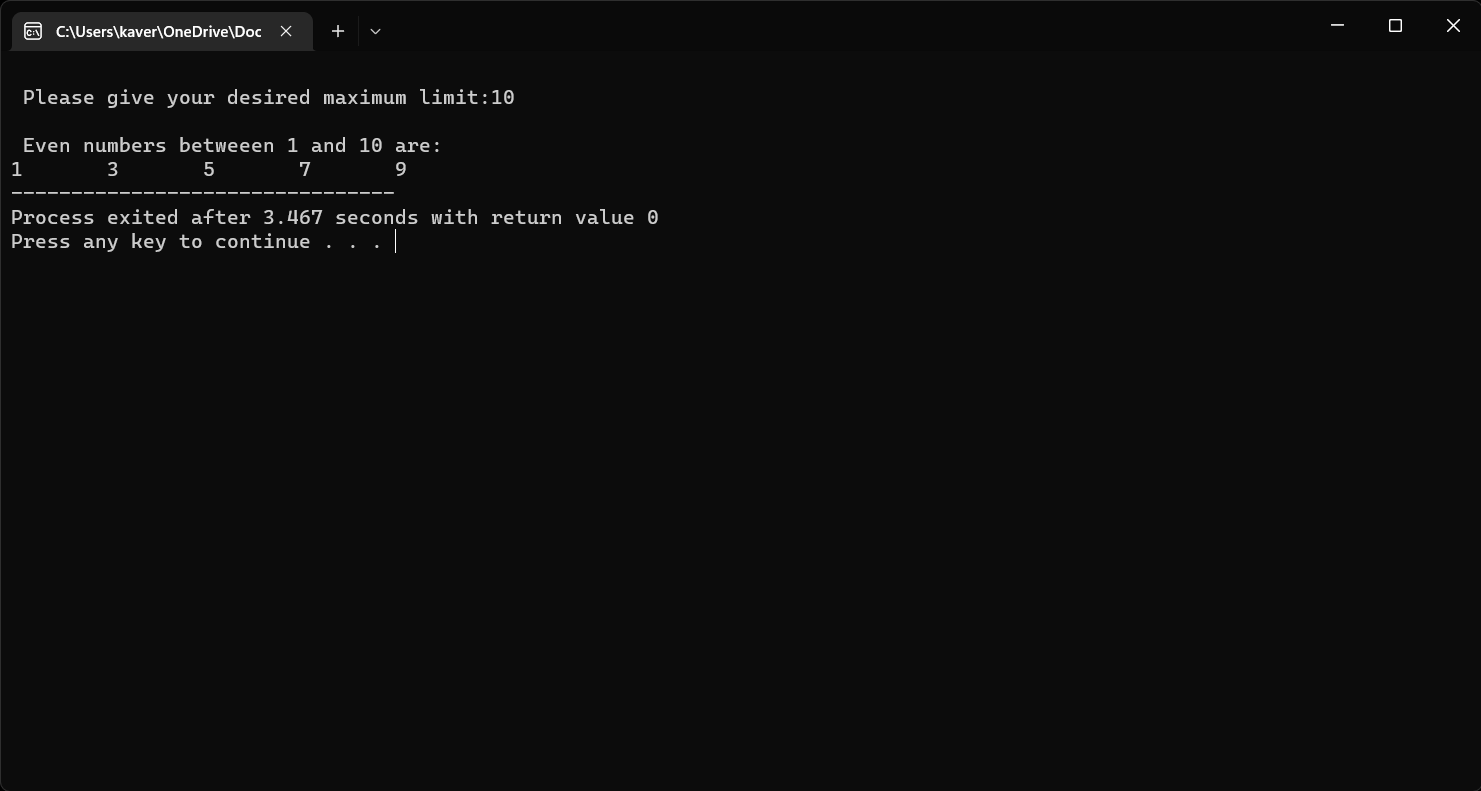 C:\Users\kaver\OneDrive\Doc
Please give your desired maximum limit:10
Even numbers betweeen 1 and 10 are:
1 3 5 7 9
--------------------------------
Process exited after 3.467 seconds with return value 0
Press any key to continue . . .